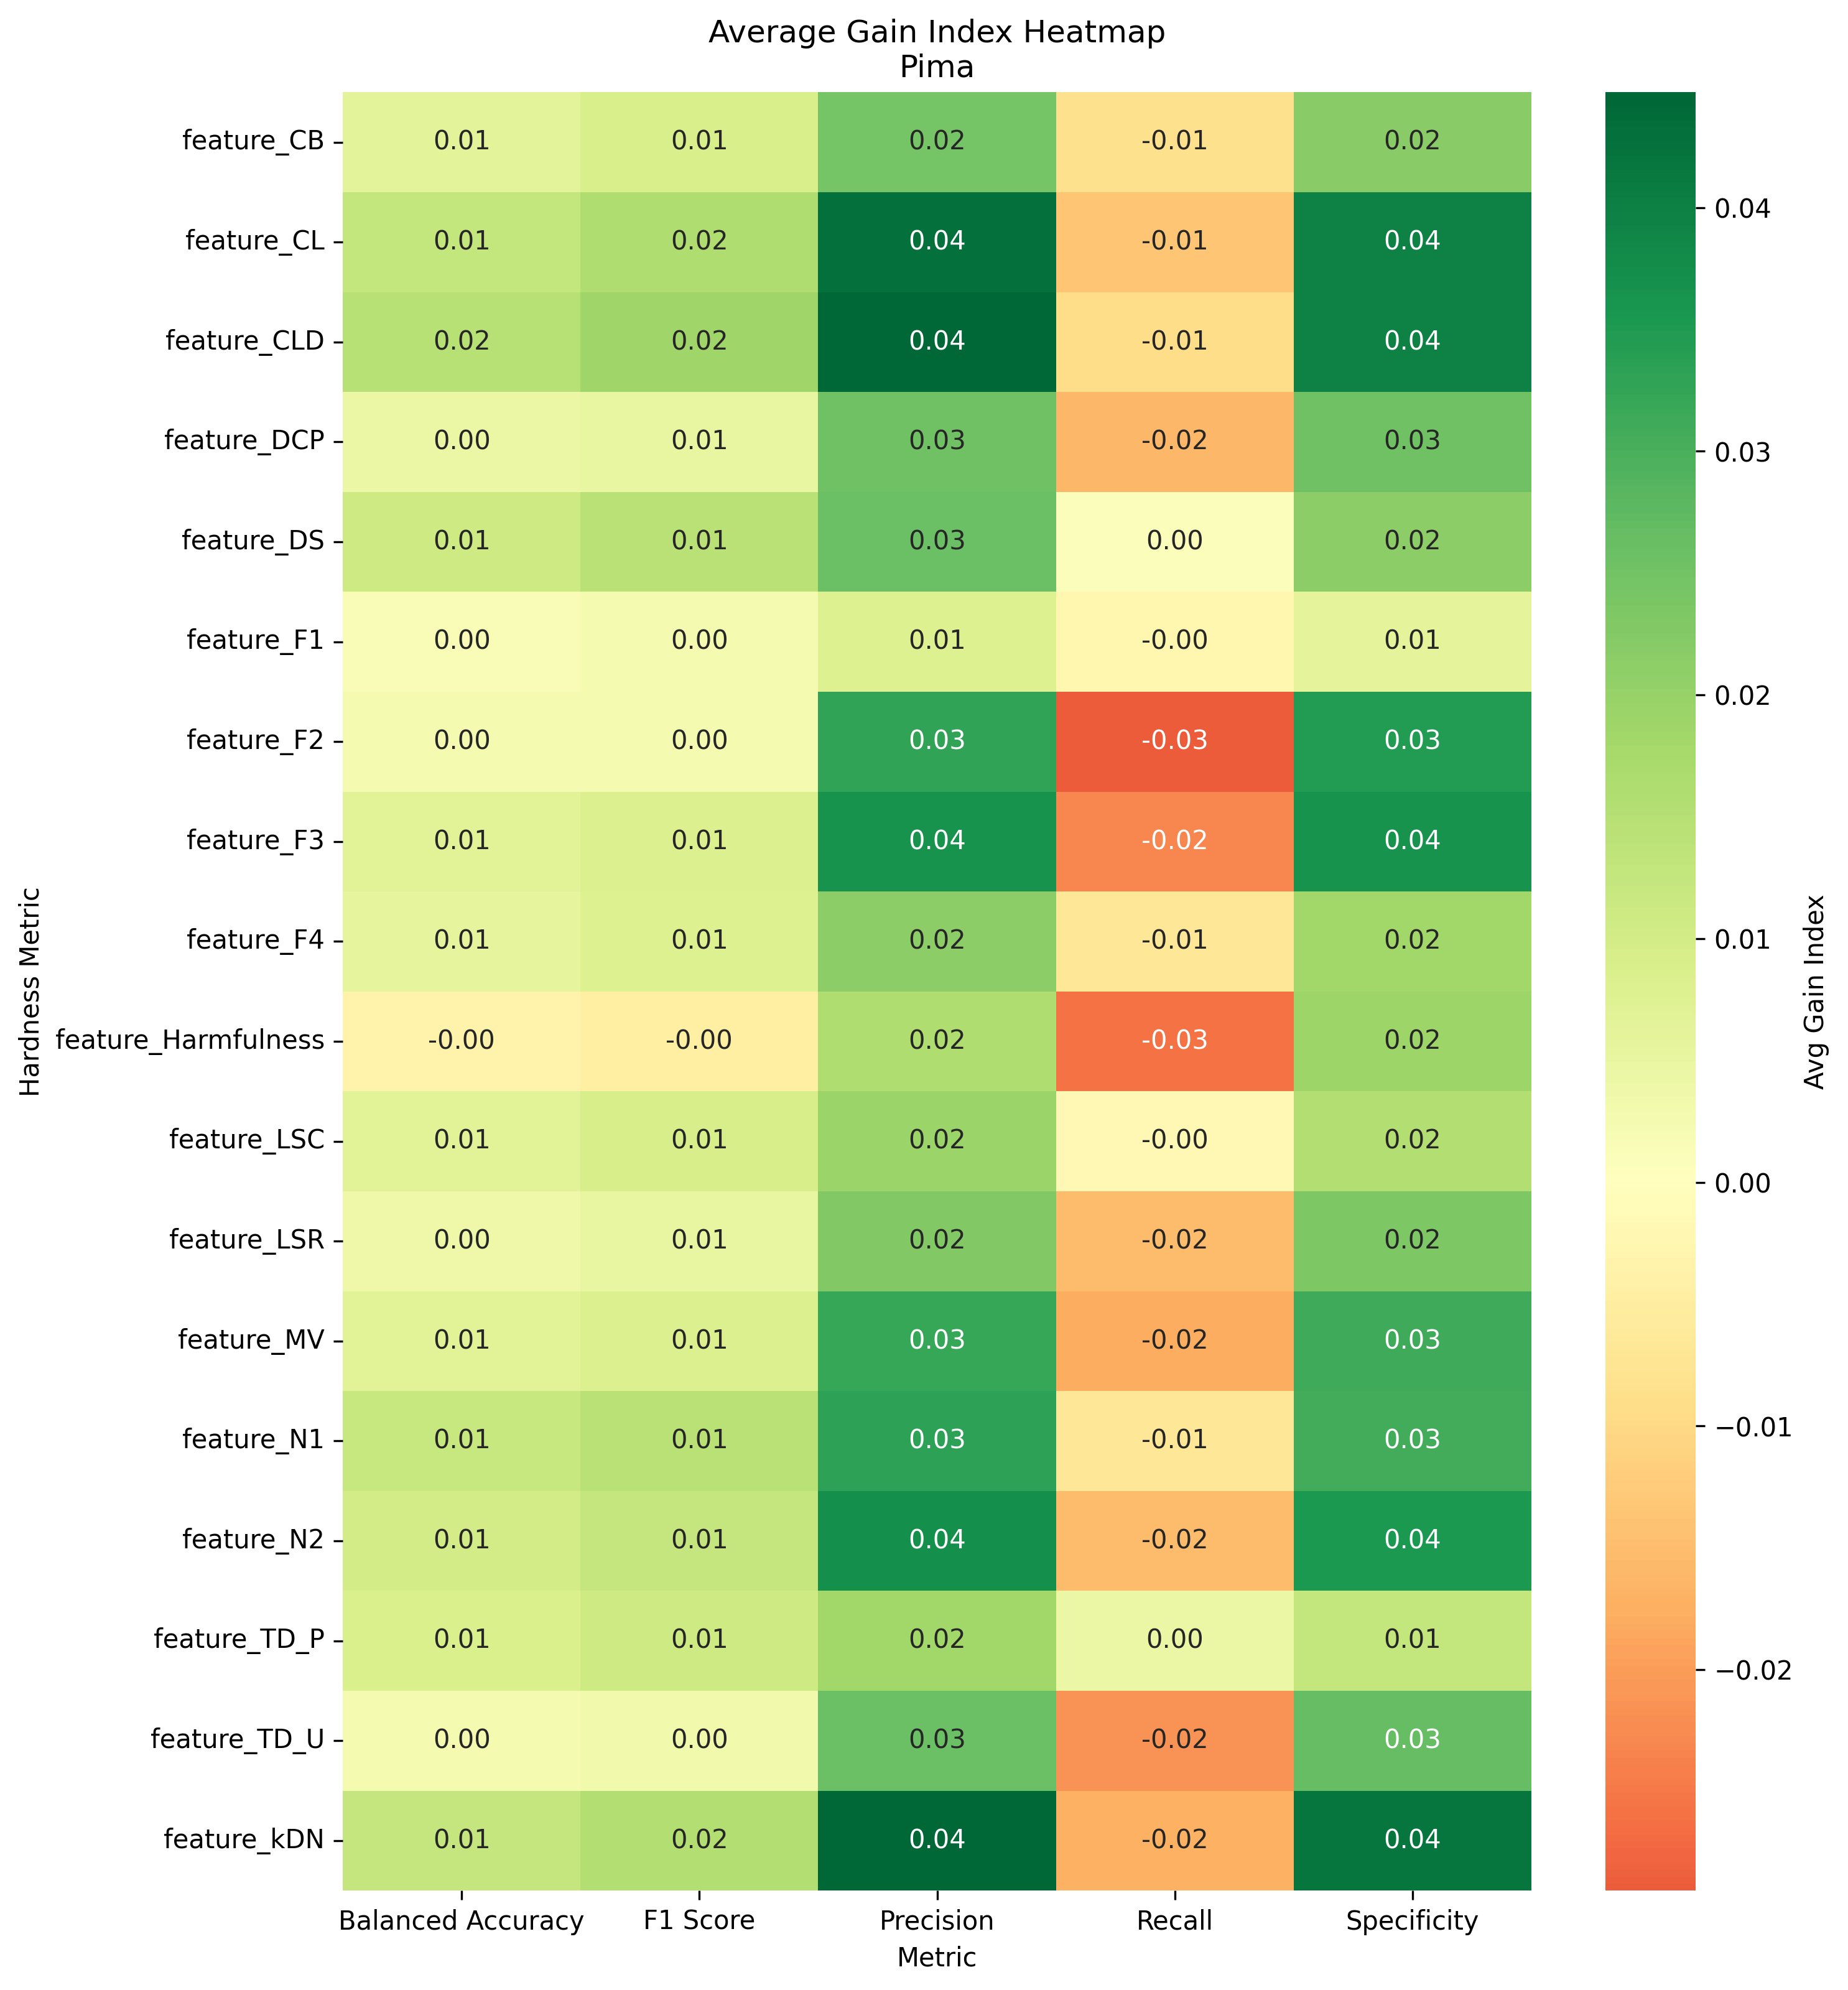 Average Gain Index Heatmap
Pima
Hardness Metric
feature_CB 0.01 0.01 0.02 -0.01 0.02
feature_CL 0.01 0.02 0.04 -0.01 0.04
feature_CLD 0.02 0.02 0.04 -0.01 0.04
feature_DCP 0.00 0.01 0.03 -0.02 0.03
feature_DS 0.01 0.01 0.03 0.00 0.02
feature_F1 0.00 0.00 0.01 -0.00 0.01
feature_F2 0.00 0.00 0.03 -0.03 0.03
feature_F3 0.01 0.01 0.04 -0.02 0.04
feature_F4 0.01 0.01 0.02 -0.01 0.02
feature_Harmfulness -0.00 -0.00 0.02 -0.03 0.02
feature_LSC 0.01 0.01 0.02 -0.00 0.02
feature_LSR 0.00 0.01 0.02 -0.02 0.02
feature_MV 0.01 0.01 0.03 -0.02 0.03
feature_N1 0.01 0.01 0.03 -0.01 0.03
feature_N2 0.01 0.01 0.04 -0.02 0.04
feature_TD_P 0.01 0.01 0.02 0.00 0.01
feature_TD_U 0.00 0.00 0.03 -0.02 0.03
feature_kDN 0.01 0.02 0.04 -0.02 0.04
Balanced Accuracy F1 Score Precision Recall Specificity
Metric
0.04
0.03
0.02
0.01
0.00
−0.01
−0.02
Avg Gain Index